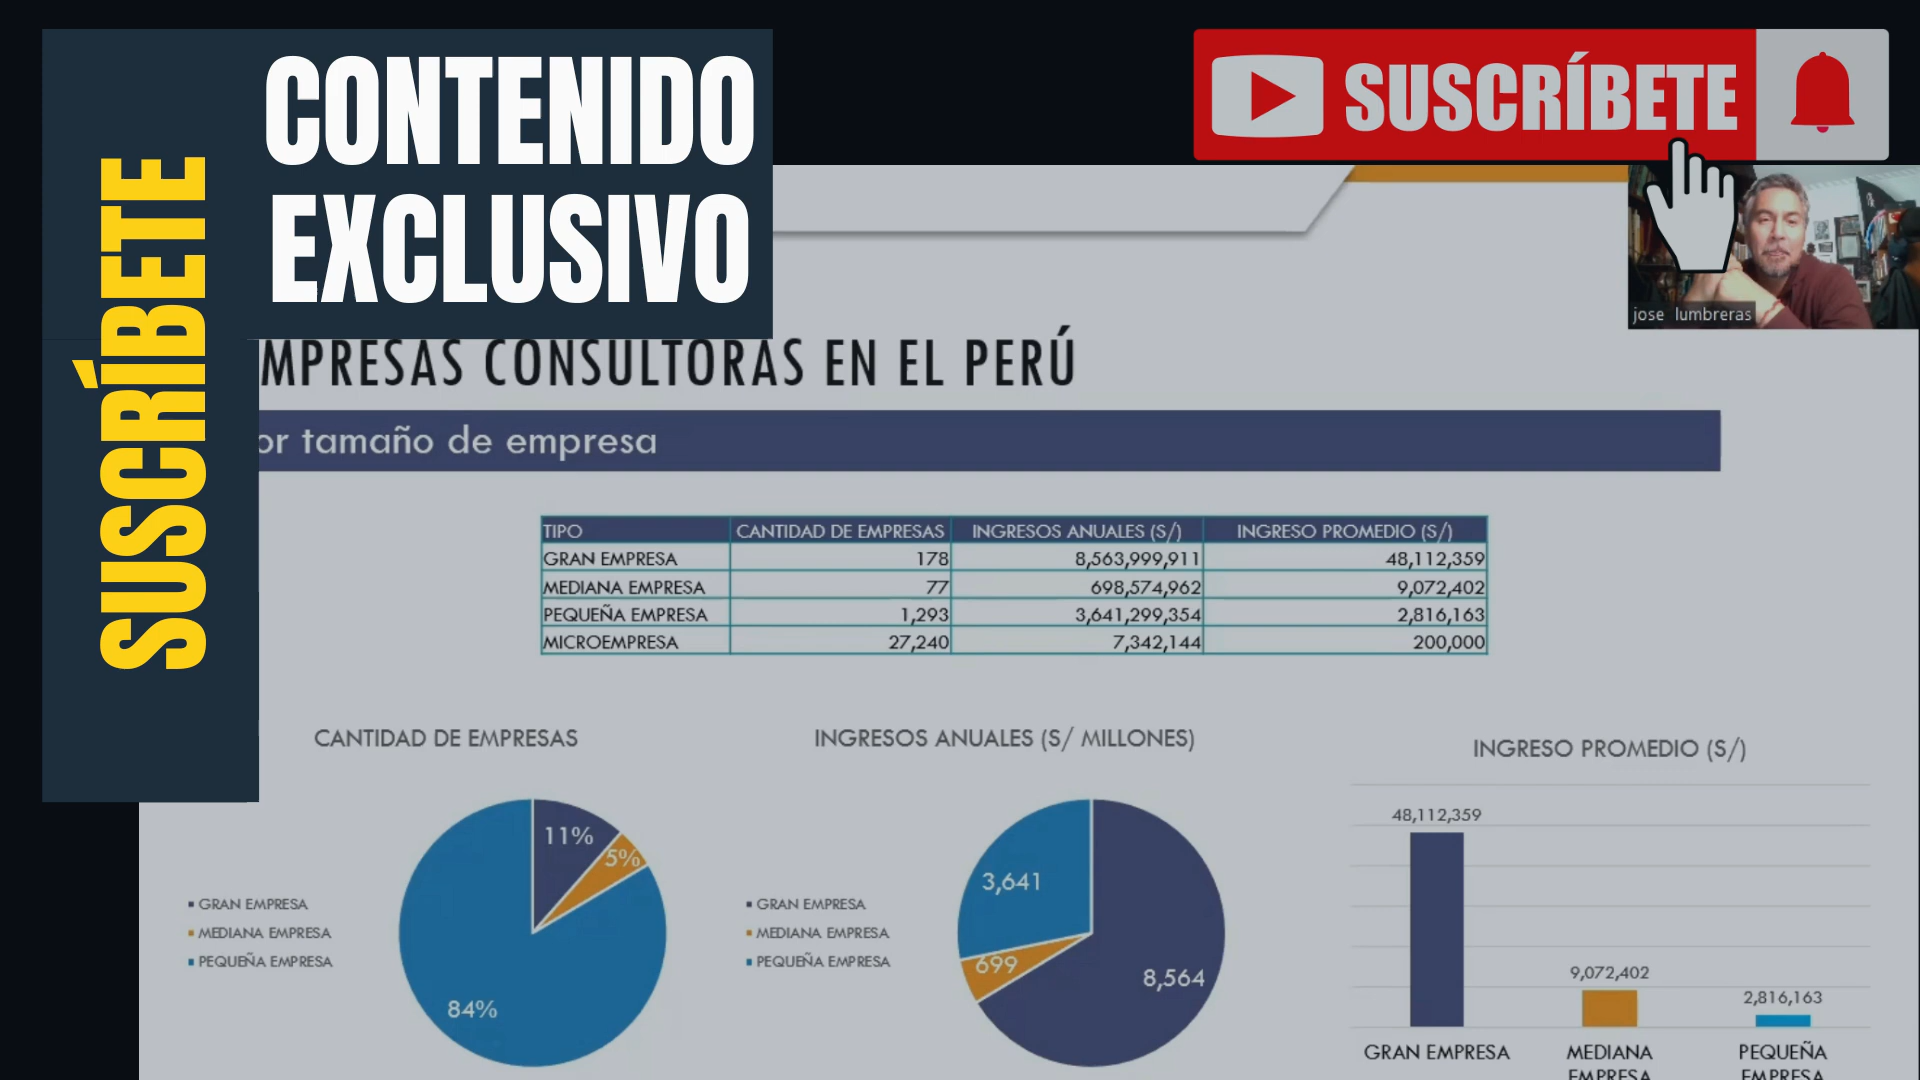 CONTENIDO
EXCLUSIVO
SUSCRÍBETE
SUSCRÍBETE
jose lumbreras
MPRESAS CONSULTORAS EN EL PERÚ
or tamaño de empresa
TIPO CANTIDAD DE EMPRESAS INGRESOS ANUALES (S/) INGRESO PROMEDIO (S/)
GRAN EMPRESA 178 8,563,999,911 48,112,359
MEDIANA EMPRESA 77 698,574,962 9,072,402
PEQUEÑA EMPRESA 1,293 3,641,299,354 2,816,163
MICROEMPRESA 27,240 7,342,144 200,000
CANTIDAD DE EMPRESAS
11%
5%
84%
GRAN EMPRESA
MEDIANA EMPRESA
PEQUEÑA EMPRESA
INGRESOS ANUALES (S/ MILLONES)
3,641
699
8,564
GRAN EMPRESA
MEDIANA EMPRESA
PEQUEÑA EMPRESA
INGRESO PROMEDIO (S/)
48,112,359
9,072,402
2,816,163
GRAN EMPRESA
MEDIANA
EMPRESA
PEQUEÑA
EMPRESA